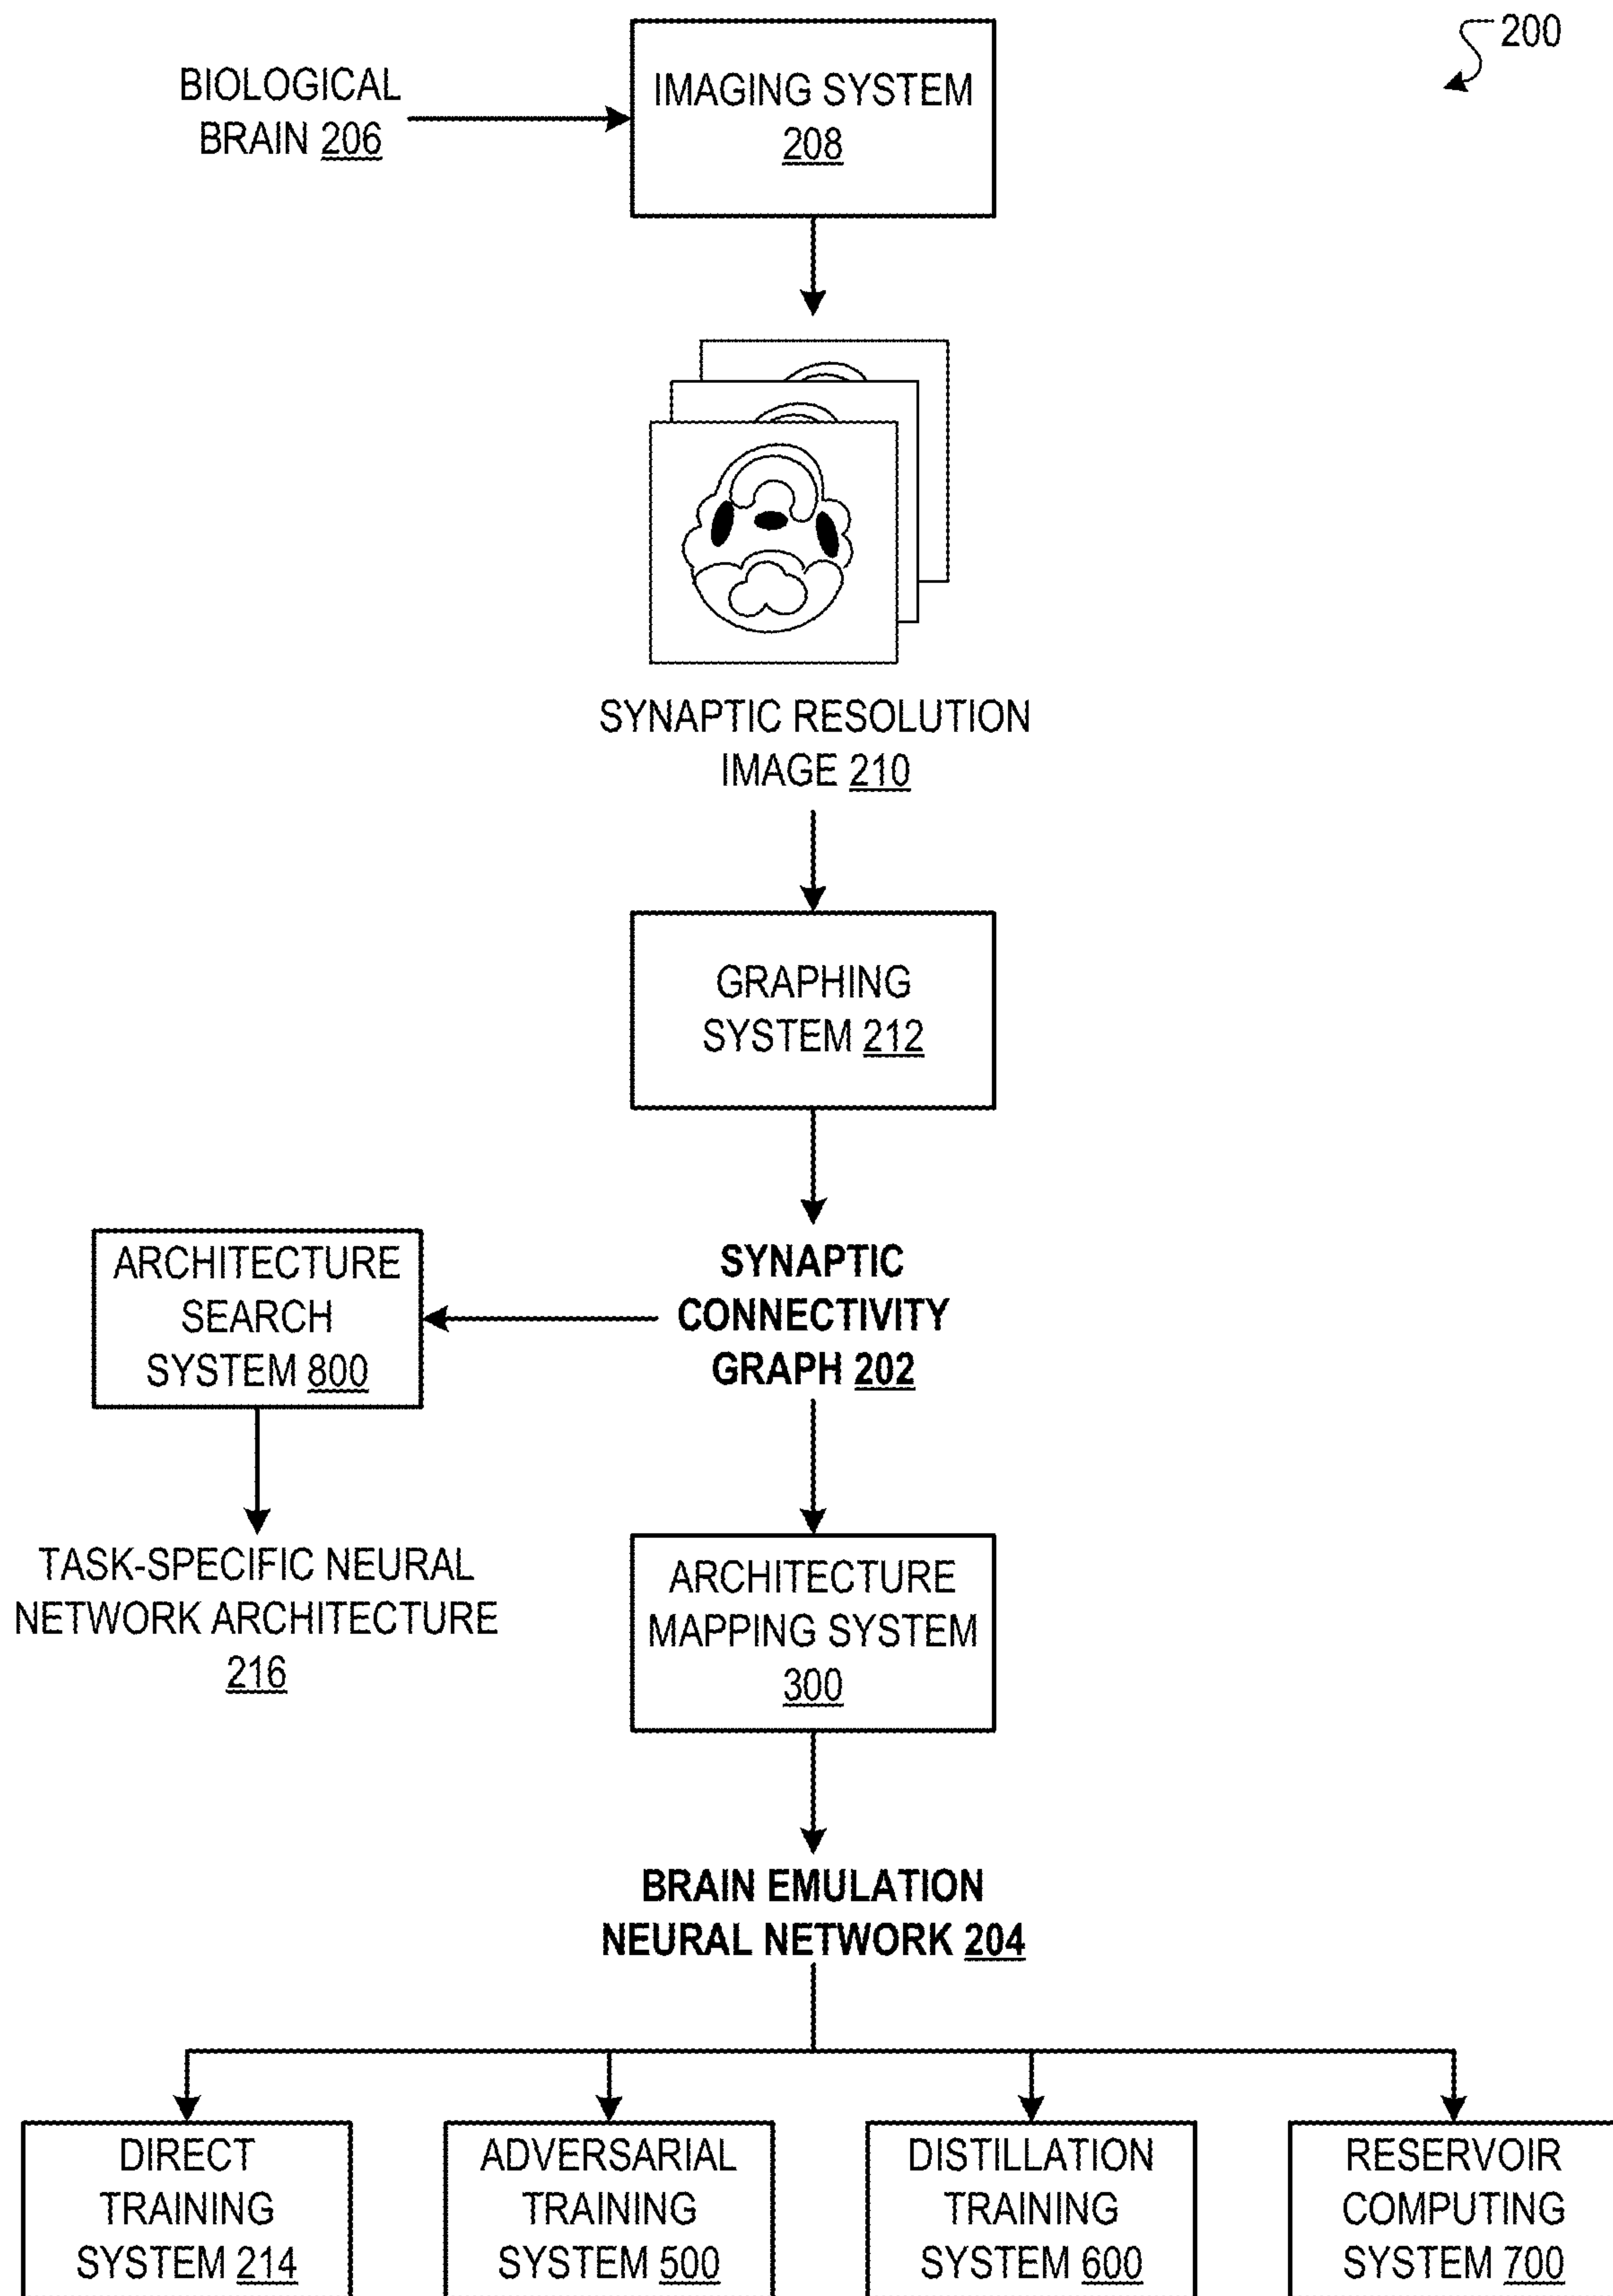 200
BIOLOGICAL
BRAIN 206
IMAGING SYSTEM
208
SYNAPTIC RESOLUTION
IMAGE 210
GRAPHING
SYSTEM 212
ARCHITECTURE
SEARCH
SYSTEM 800
SYNAPTIC
CONNECTIVITY
GRAPH 202
TASK-SPECIFIC NEURAL
NETWORK ARCHITECTURE
216
ARCHITECTURE
MAPPING SYSTEM
300
BRAIN EMULATION
NEURAL NETWORK 204
DIRECT
TRAINING
SYSTEM 214
ADVERSARIAL
TRAINING
SYSTEM 500
DISTILLATION
TRAINING
SYSTEM 600
RESERVOIR
COMPUTING
SYSTEM 700